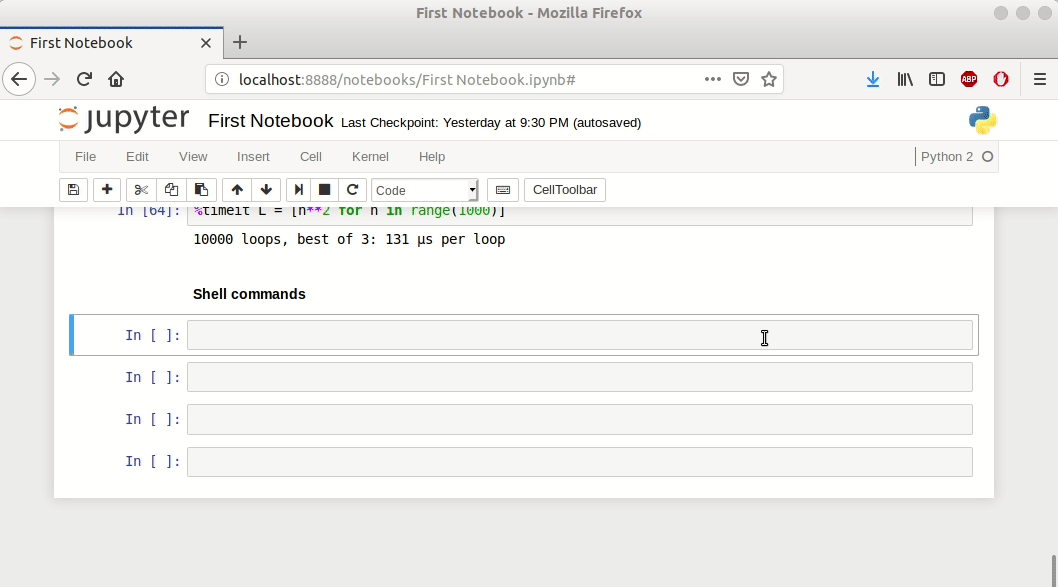 First Notebook - Mozilla Firefox
First Notebook
localhost:8888/notebooks/First Notebook.ipynb#
ABP
jupyter First Notebook Last Checkpoint: Yesterday at 9:30 PM (autosaved)
File Edit View Insert Cell Kernel Help Python 2
Code CellToolbar
In [64]: %timeit L = [n**2 for n in range(1000)]
10000 loops, best of 3: 131 µs per loop
Shell commands
In [ ]:
In [ ]:
In [ ]:
In [ ]: